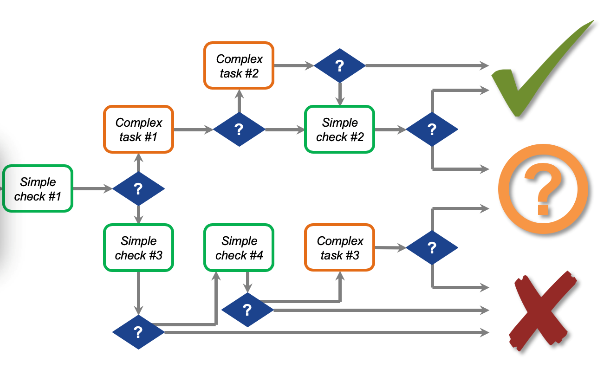 Complex
task #2
?
Complex
task #1
?
Simple
check #2
?
Simple
check #1
?
?
Simple
check #3
Simple
check #4
Complex
task #3
?
?
?